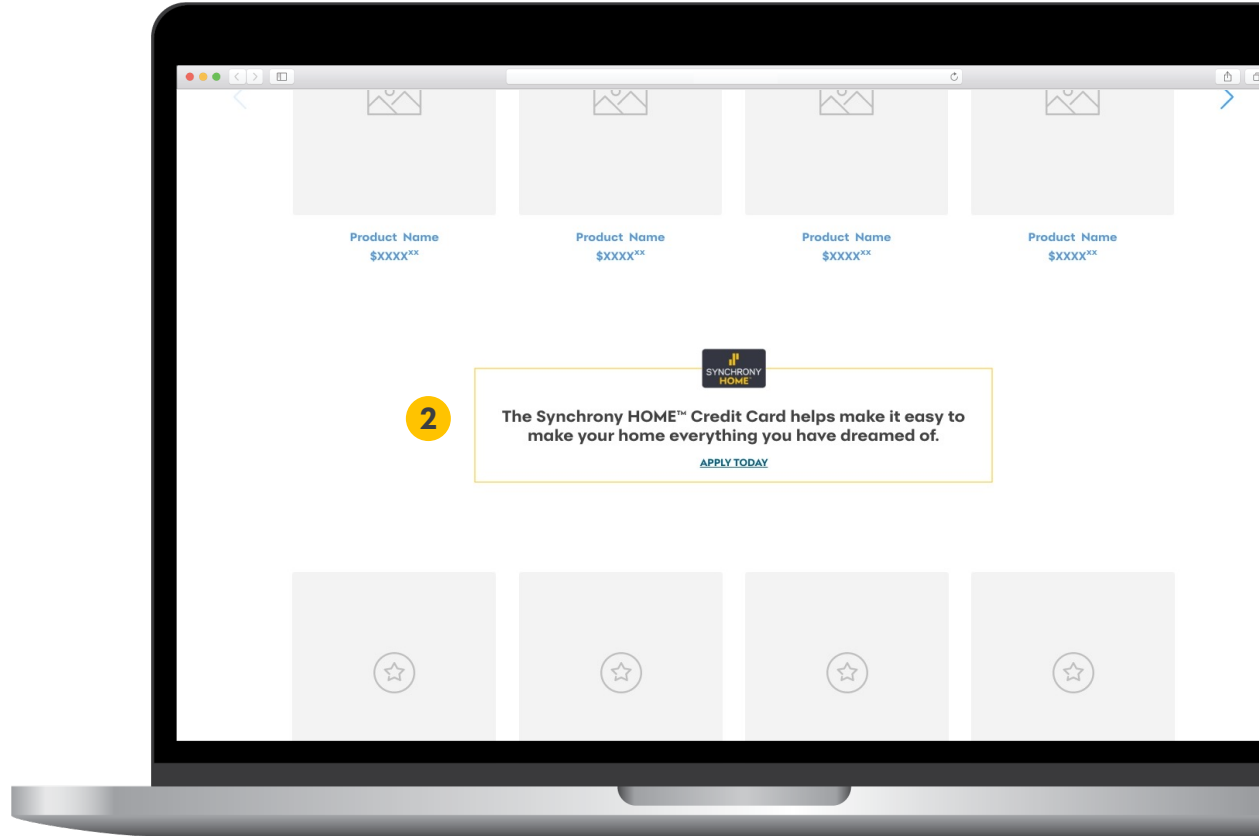 Product Name Product Name Product Name Product Name
$XXXXˣˣ $XXXXˣˣ $XXXXˣˣ $XXXXˣˣ
SYNCHRONY
HOME™
2
The Synchrony HOME™ Credit Card helps make it easy to
make your home everything you have dreamed of.
APPLY TODAY